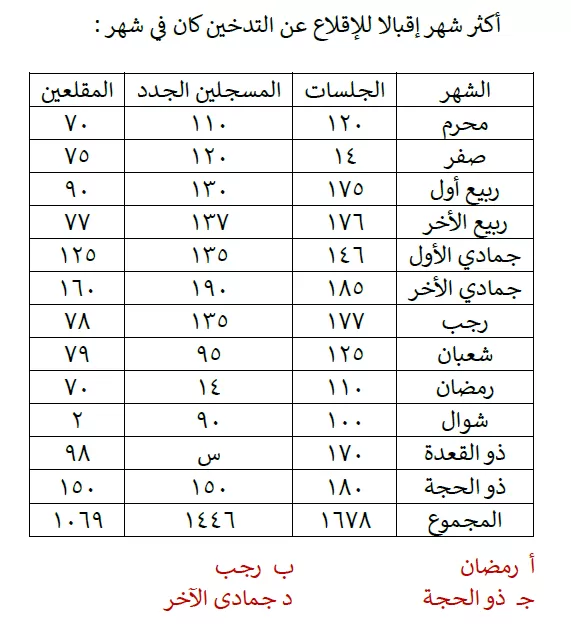 أكثر شهر إقبالا للإقلاع عن التدخين كان في شهر :
الشهر الجلسات المسجلين الجدد المقلعين
محرم ١٢٠ ١١٠ ٧٠
صفر ١٤ ١٢٠ ٧٥
ربيع أول ١٧٥ ١٣٠ ٩٠
ربيع الأخر ١٧٦ ١٣٧ ٧٧
جمادي الأول ١٤٦ ١٣٥ ١٢٥
جمادي الأخر ١٨٥ ١٩٠ ١٦٠
رجب ١٧٧ ١٣٥ ٧٨
شعبان ١٢٥ ٩٥ ٧٩
رمضان ١١٠ ١٤ ٧٠
شوال ١٠٠ ٩٠ ٢
ذو القعدة ١٧٠ س ٩٨
ذو الحجة ١٨٠ ١٥٠ ١٥٠
المجموع ١٦٧٨ ١٤٤٦ ١٠٦٩
أ رمضان ب رجب
جـ ذو الحجة د جمادى الآخر